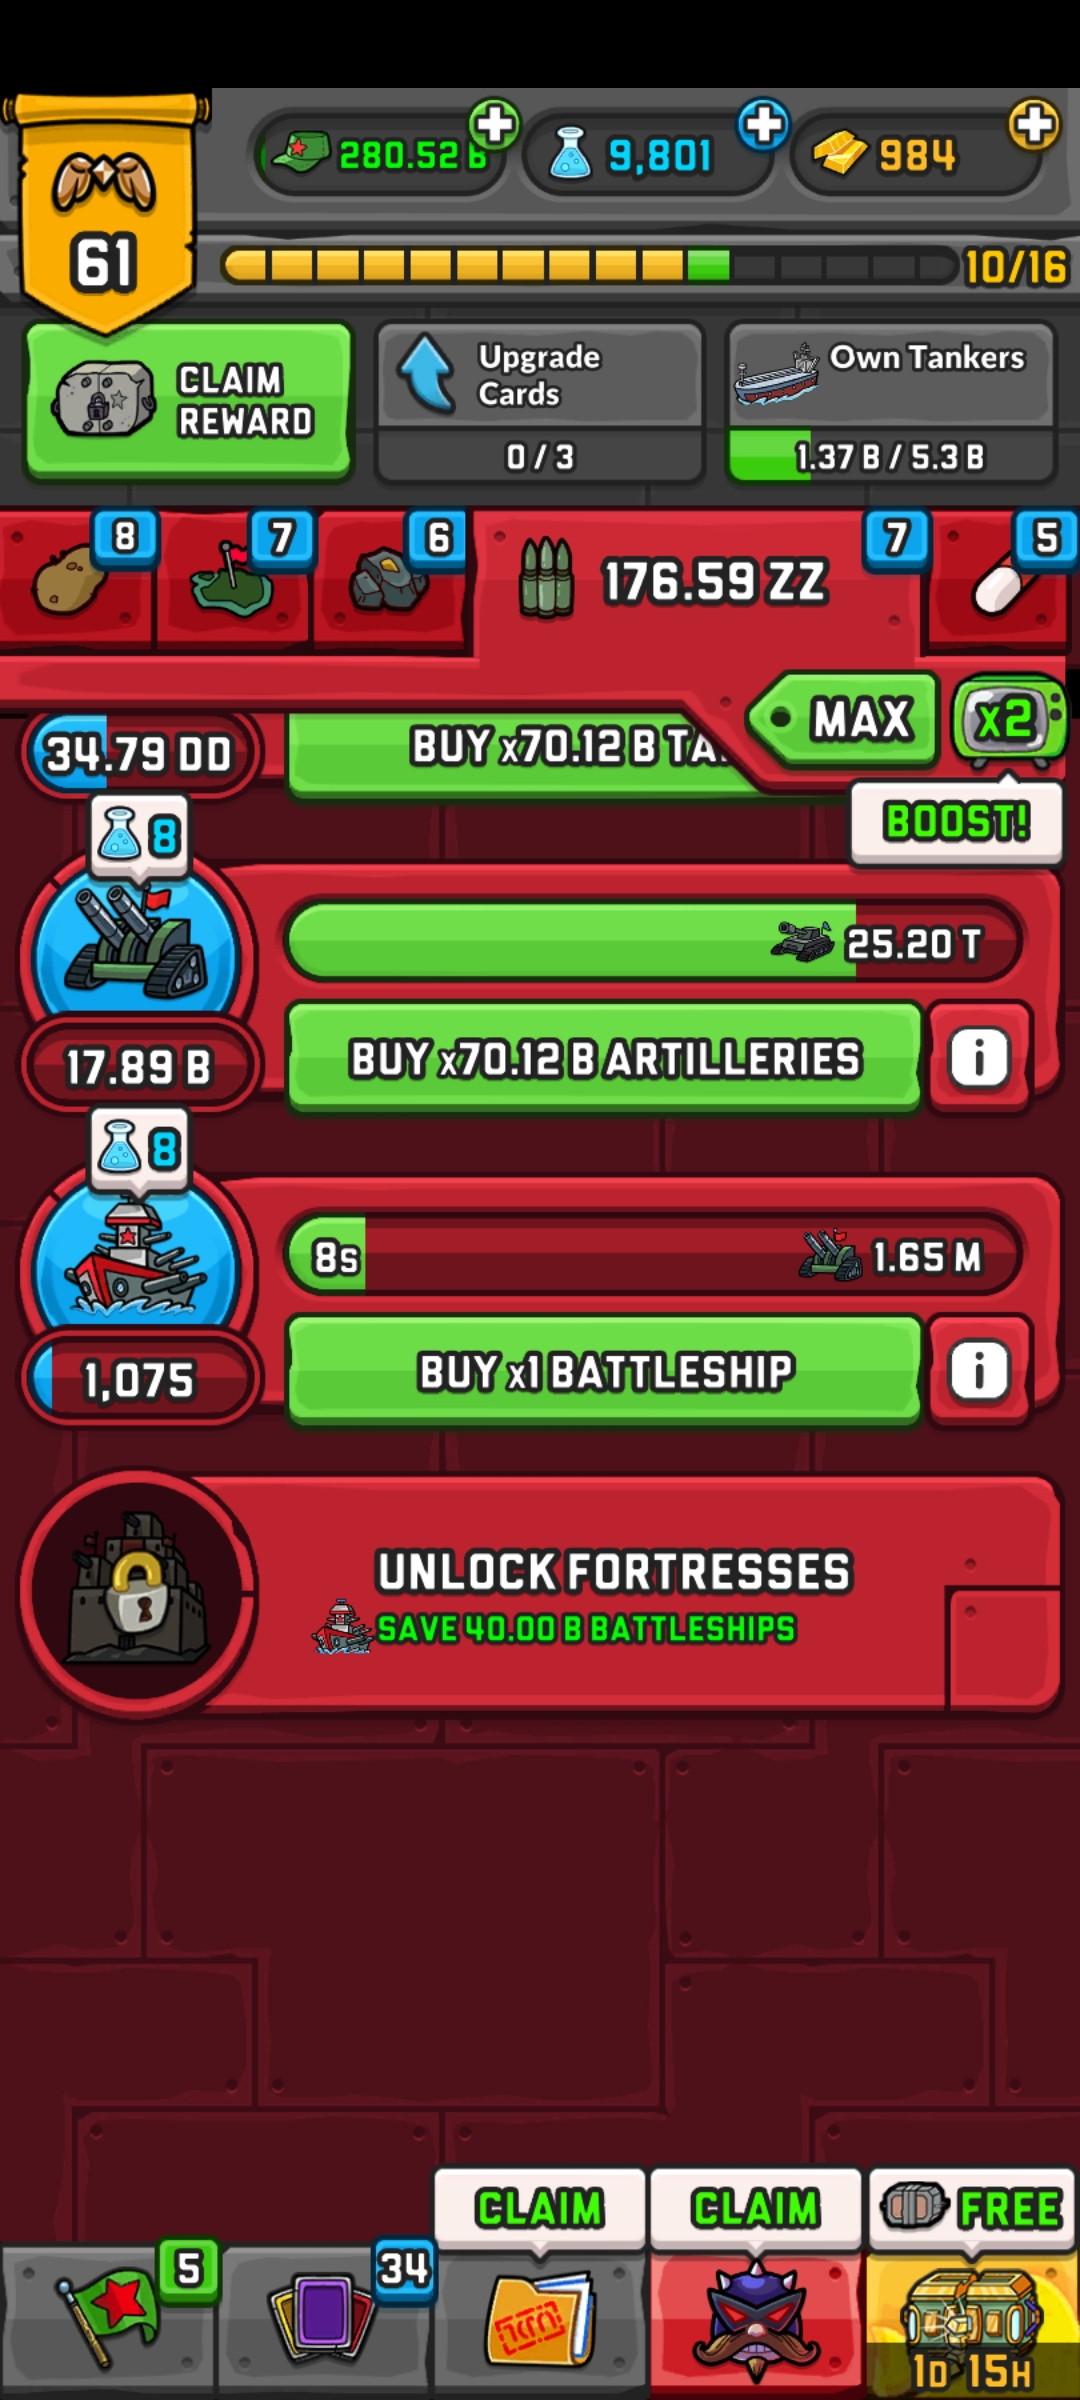 280.52 B
9,801
984
61
10/16
CLAIM
REWARD
Upgrade
Cards
0 / 3
Own Tankers
1.37 B / 5.3 B
8
7
6
176.59 ZZ
7
5
MAX
x2
34.79 DD
BUY x70.12 B TA
BOOST!
8
25.20 T
17.89 B
BUY x70.12 B ARTILLERIES
i
8
8s
1.65 M
1,075
BUY x1 BATTLESHIP
i
UNLOCK FORTRESSES
SAVE 40.00 B BATTLESHIPS
CLAIM
CLAIM
FREE
5
34
1D 15H